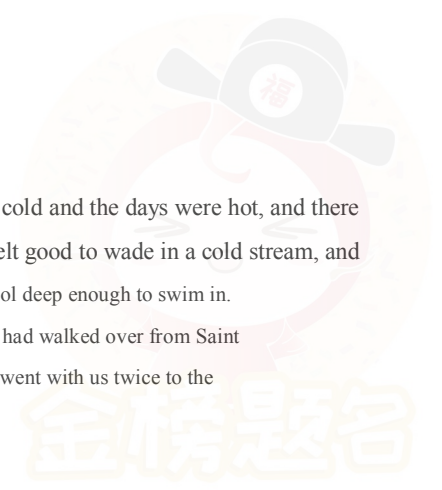 福
cold and the days were hot, and there
elt good to wade in a cold stream, and
ol deep enough to swim in.
had walked over from Saint
went with us twice to the
金榜题名